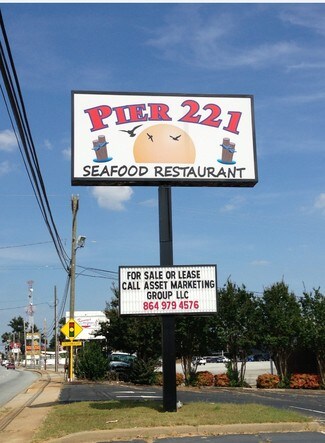 PIER 221
SEAFOOD RESTAURANT
FOR SALE OR LEASE
CALL ASSET MARKETING
GROUP LLC
864 979 4576